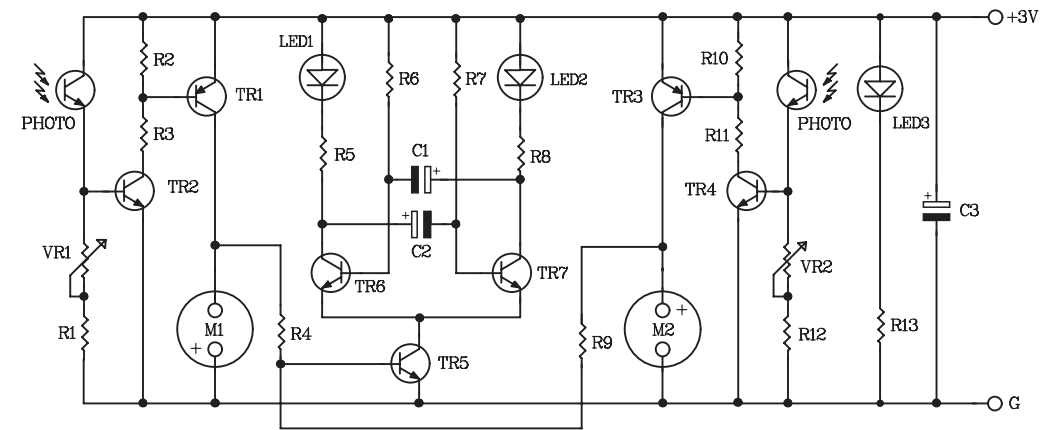 +3V
LED1
R2
R6
R7
LED2
R10
TR1
TR3
PHOTO
R3
R11
PHOTO
LED3
R5
C1
+
R8
TR2
TR4
+
C2
+
C3
VR1
TR6
TR7
VR2
R1
M1
+
R4
R9
M2
+
R12
R13
TR5
G